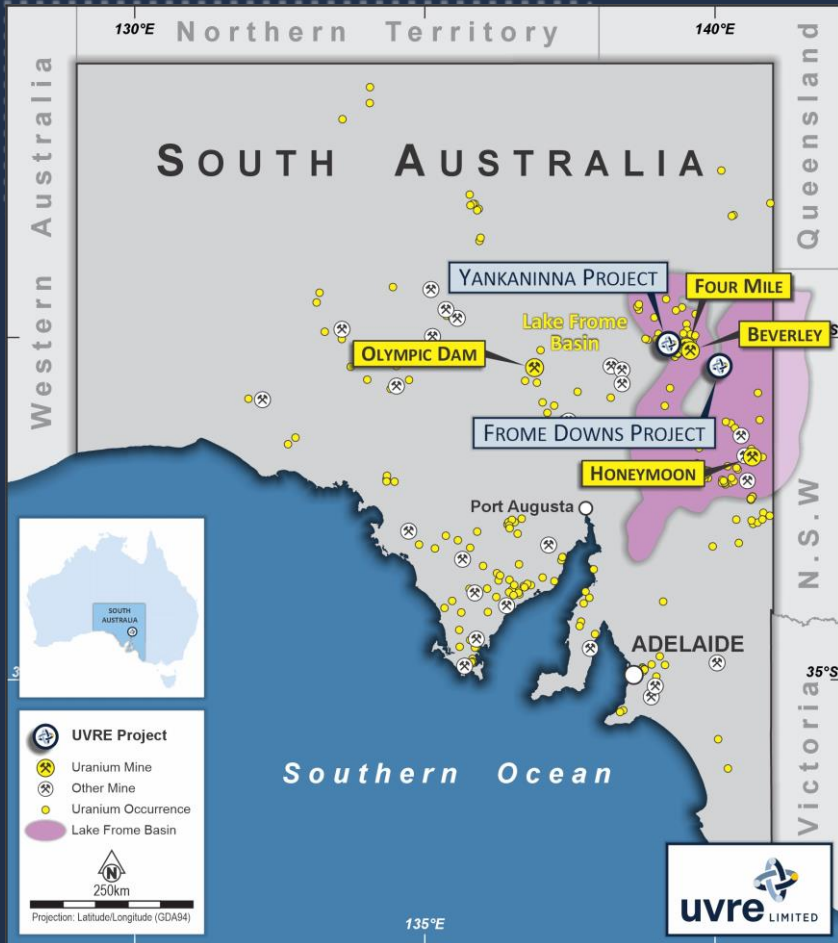 130°E
140°E
Northern Territory
Western Australia
Queensland
SOUTH AUSTRALIA
YANKANINNA PROJECT
FOUR MILE
Lake Frome
Basin
BEVERLEY
OLYMPIC DAM
FROME DOWNS PROJECT
HONEYMOON
Port Augusta
N.S.W
SOUTH
AUSTRALIA
ADELAIDE
35°S
Victoria
Southern Ocean
UVRE Project
Uranium Mine
Other Mine
Uranium Occurrence
Lake Frome Basin
N
250km
Projection: Latitude/Longitude (GDA94)
135°E
uvre LIMITED